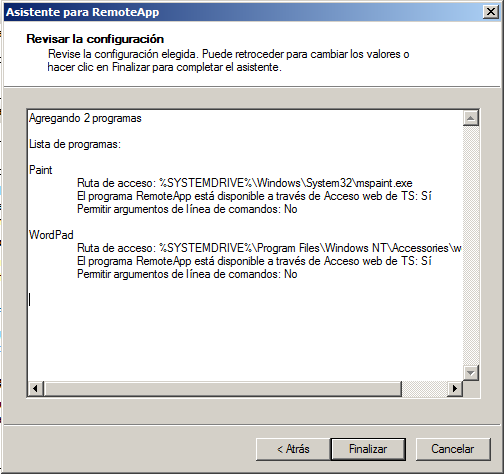 Asistente para RemoteApp
Revisar la configuración
Revise la configuración elegida. Puede retroceder para cambiar los valores o
hacer clic en Finalizar para completar el asistente.
Agregando 2 programas
Lista de programas:
Paint
Ruta de acceso: %SYSTEMDRIVE%\Windows\System32\mspaint.exe
El programa RemoteApp está disponible a través de Acceso web de TS: Sí
Permitir argumentos de línea de comandos: No
WordPad
Ruta de acceso: %SYSTEMDRIVE%\Program Files\Windows NT\Accessories\w
El programa RemoteApp está disponible a través de Acceso web de TS: Sí
Permitir argumentos de línea de comandos: No
< Atrás
Finalizar
Cancelar